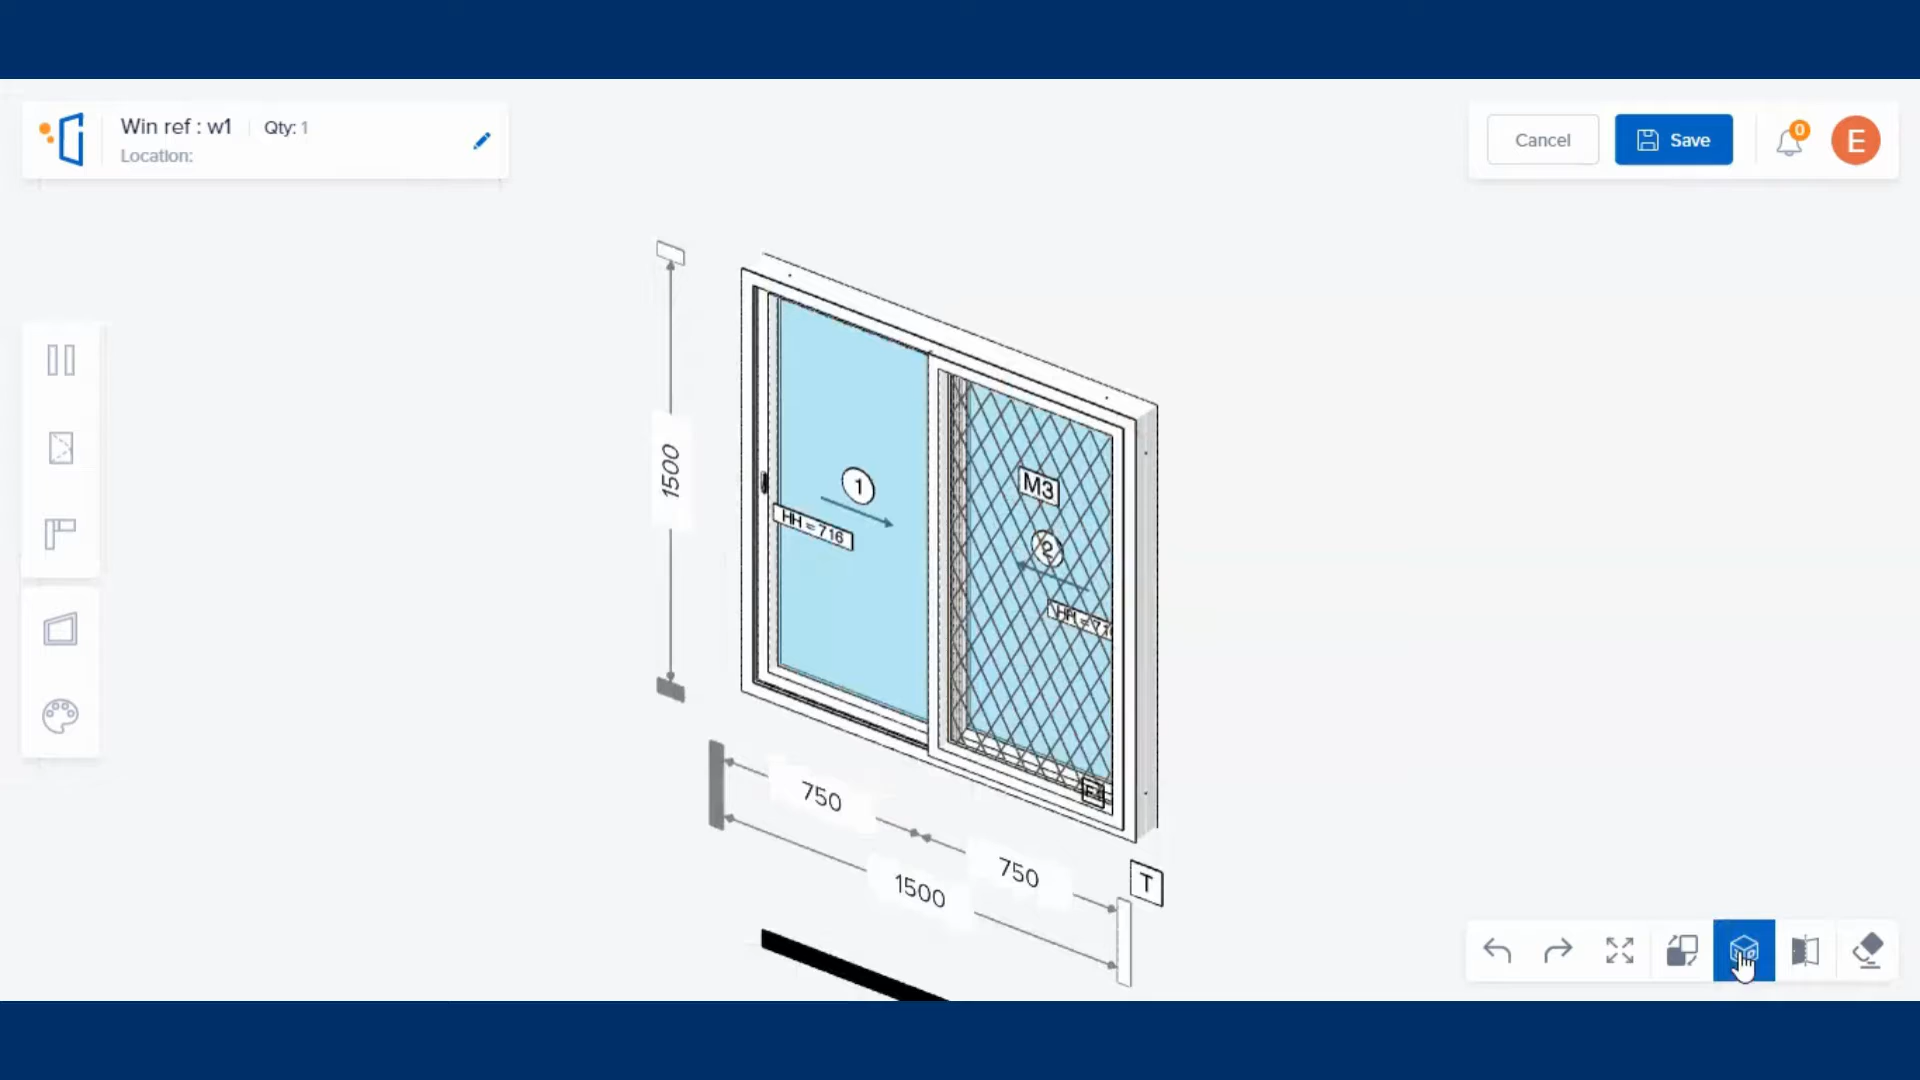 Win ref : w1
Qty: 1
Location:
Cancel
Save
0
E
1500
1
HH = 716
M3
2
750
750
1500
T